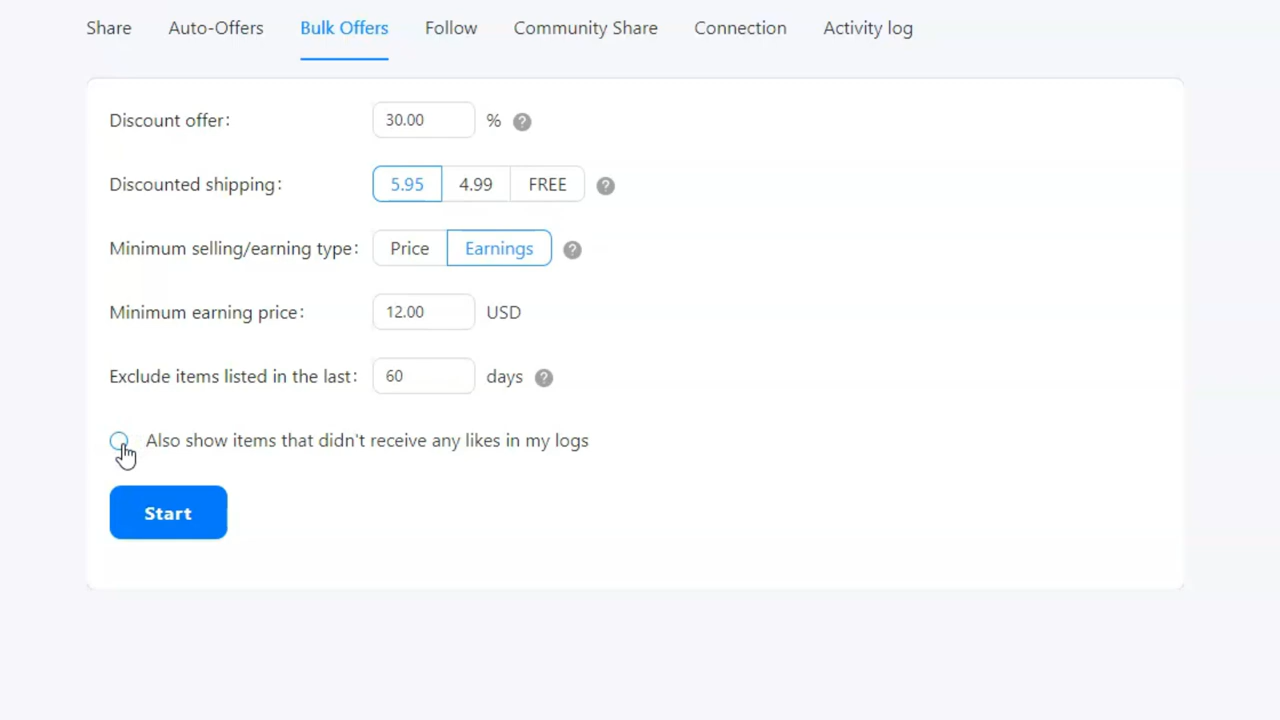 Share Auto-Offers Bulk Offers Follow Community Share Connection Activity log
Discount offer: 30.00 % ?
Discounted shipping: 5.95 4.99 FREE ?
Minimum selling/earning type: Price Earnings ?
Minimum earning price: 12.00 USD
Exclude items listed in the last: 60 days ?
Also show items that didn't receive any likes in my logs
Start